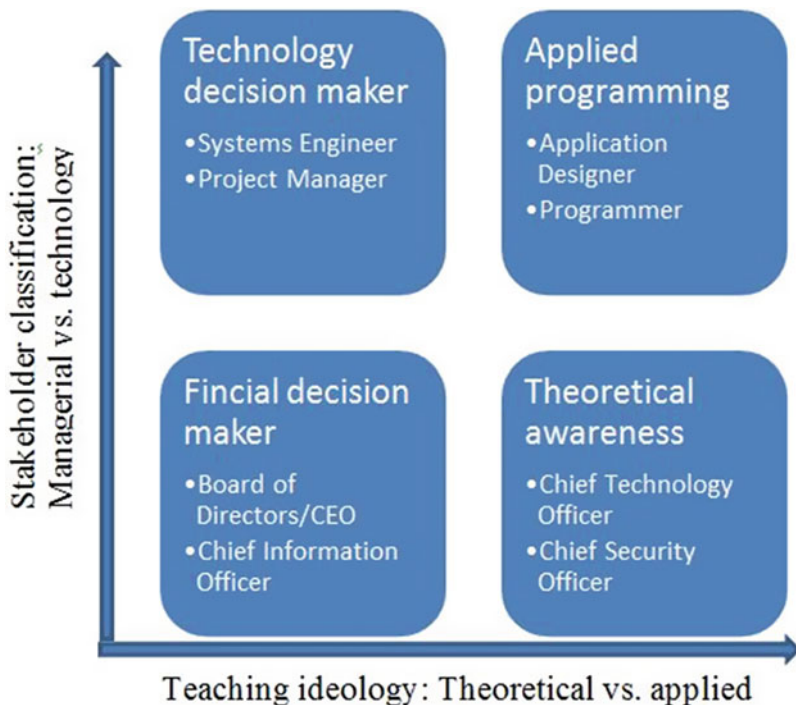 Stakeholder classification:
Managerial vs. technology
Technology
decision maker
•Systems Engineer
•Project Manager
Applied
programming
•Application
Designer
•Programmer
Fincial decision
maker
•Board of
Directors/CEO
•Chief Information
Officer
Theoretical
awareness
•Chief Technology
Officer
•Chief Security
Officer
Teaching ideology: Theoretical vs. applied